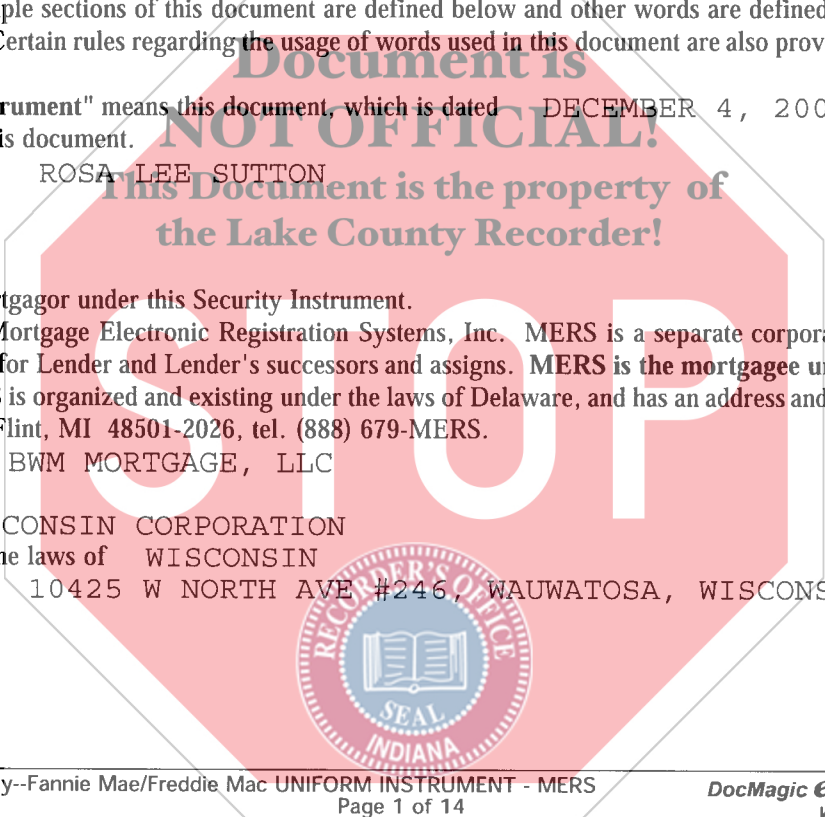 ple sections of this document are defined below and other words are defined
Certain rules regarding the usage of words used in this document are also prov
Document is
rument" means this document, which is dated DECEMBER 4, 200
NOT OFFICIAL!
is document.
ROSA LEE SUTTON
This Document is the property of
the Lake County Recorder!
rtgagor under this Security Instrument.
Mortgage Electronic Registration Systems, Inc. MERS is a separate corpora
for Lender and Lender's successors and assigns. MERS is the mortgagee u
S is organized and existing under the laws of Delaware, and has an address and
Flint, MI 48501-2026, tel. (888) 679-MERS.
STOP
BWM MORTGAGE, LLC
CONSIN CORPORATION
he laws of WISCONSIN
10425 W NORTH AVE #246, WAUWATOSA, WISCONS
RECORDER'S OFFICE
SEAL
INDIANA
y--Fannie Mae/Freddie Mac UNIFORM INSTRUMENT - MERS
DocMagic
Page 1 of 14